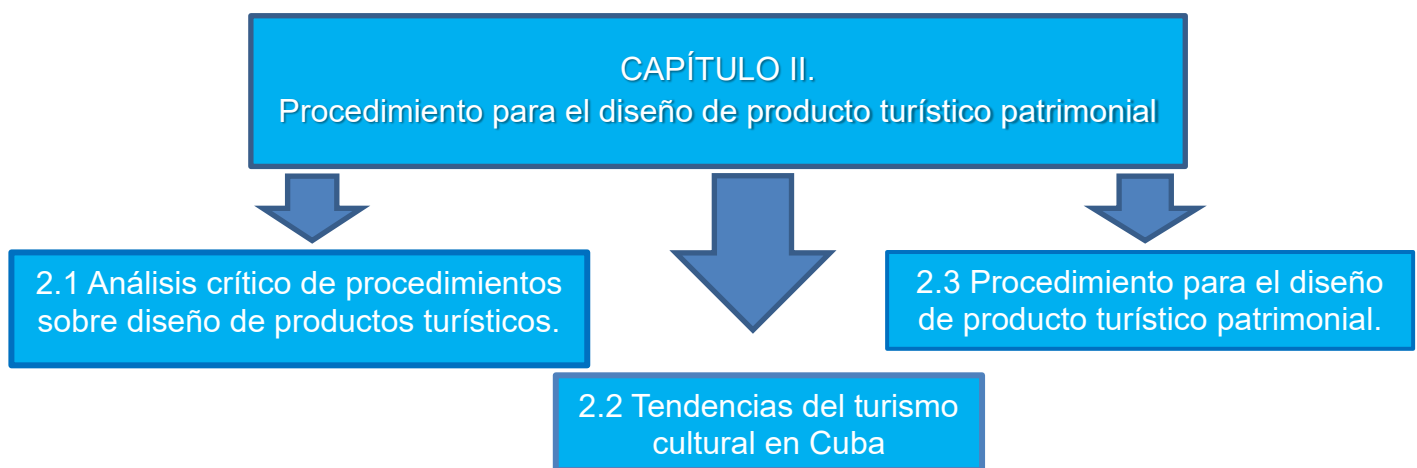 CAPÍTULO II.
Procedimiento para el diseño de producto turístico patrimonial
2.1 Análisis crítico de procedimientos
sobre diseño de productos turísticos.
2.2 Tendencias del turismo
cultural en Cuba
2.3 Procedimiento para el diseño
de producto turístico patrimonial.